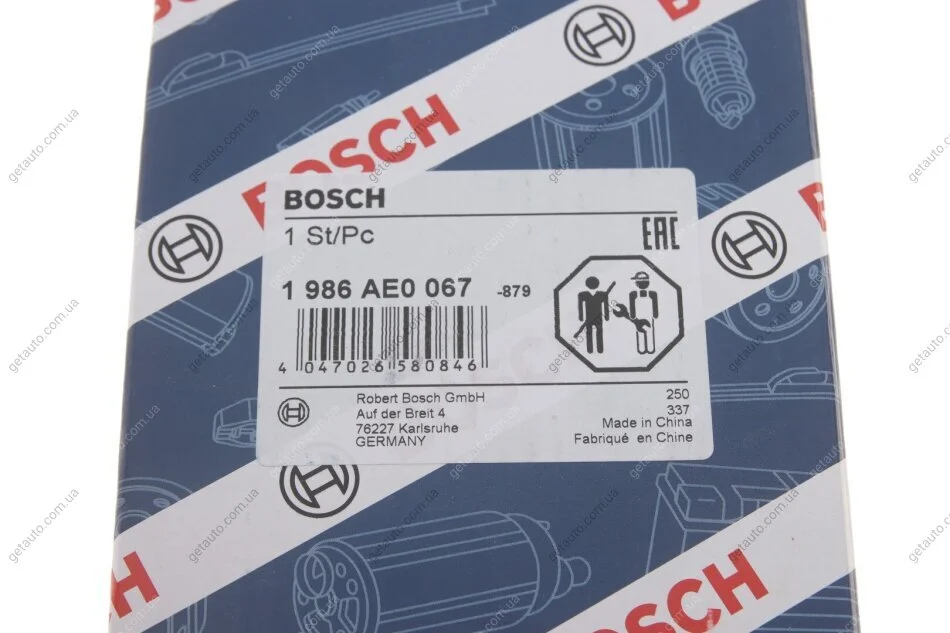 BOSCH
BOSCH
1 St/Pc
EAC
1 986 AE0 067 -879
4 047026 580846
Robert Bosch GmbH
Auf der Breit 4
76227 Karlsruhe
GERMANY
250
337
Made in China
Fabriqué en Chine
BOSCH
BOSCH
getauto.com.ua